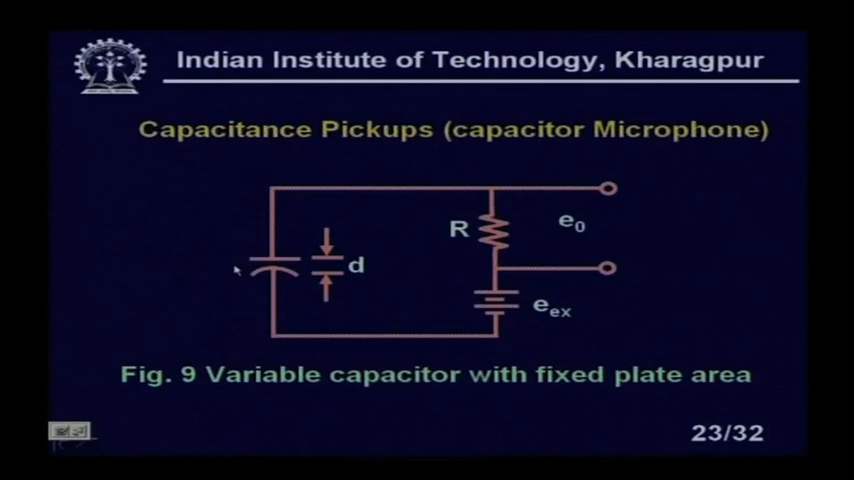 Indian Institute of Technology, Kharagpur
Capacitance Pickups (capacitor Microphone)
R
e0
d
eex
Fig. 9 Variable capacitor with fixed plate area
23/32